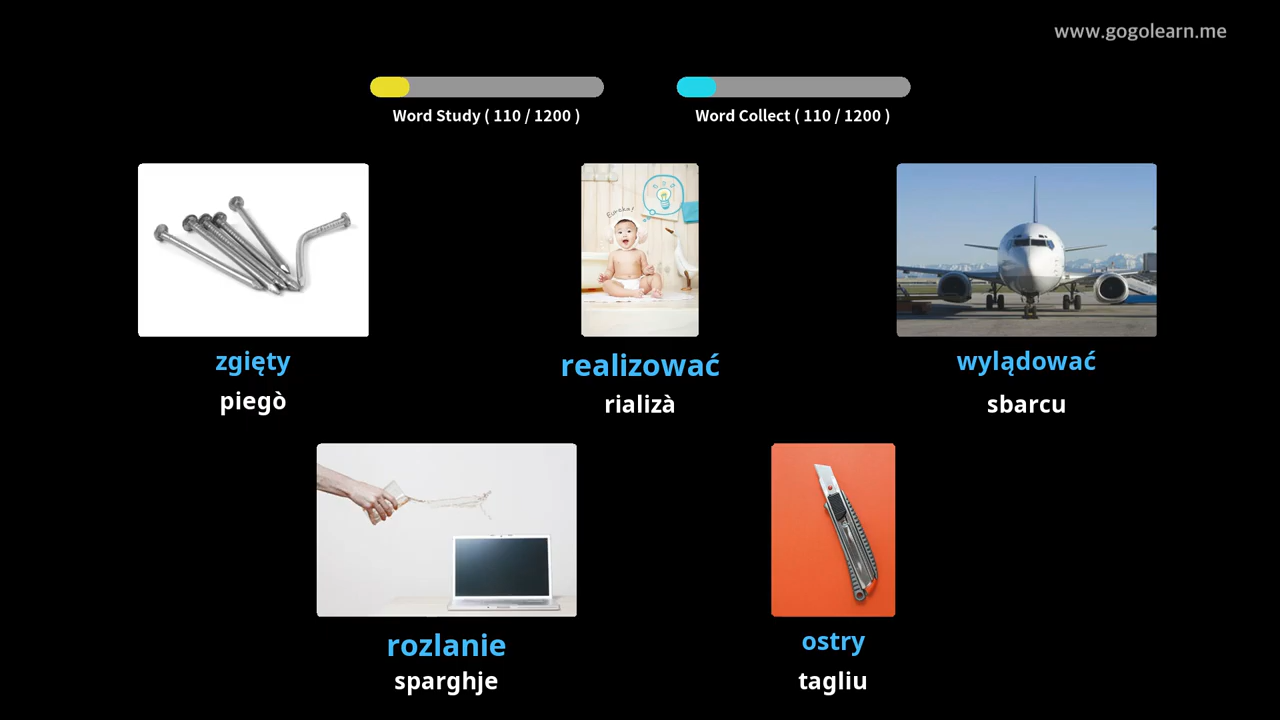 www.gogolearn.me
Word Study ( 110 / 1200 )
Word Collect ( 110 / 1200 )
Eureka!
zgięty
piegò
realizować
rializà
wylądować
sbarcu
rozlanie
sparghje
ostry
tagliu